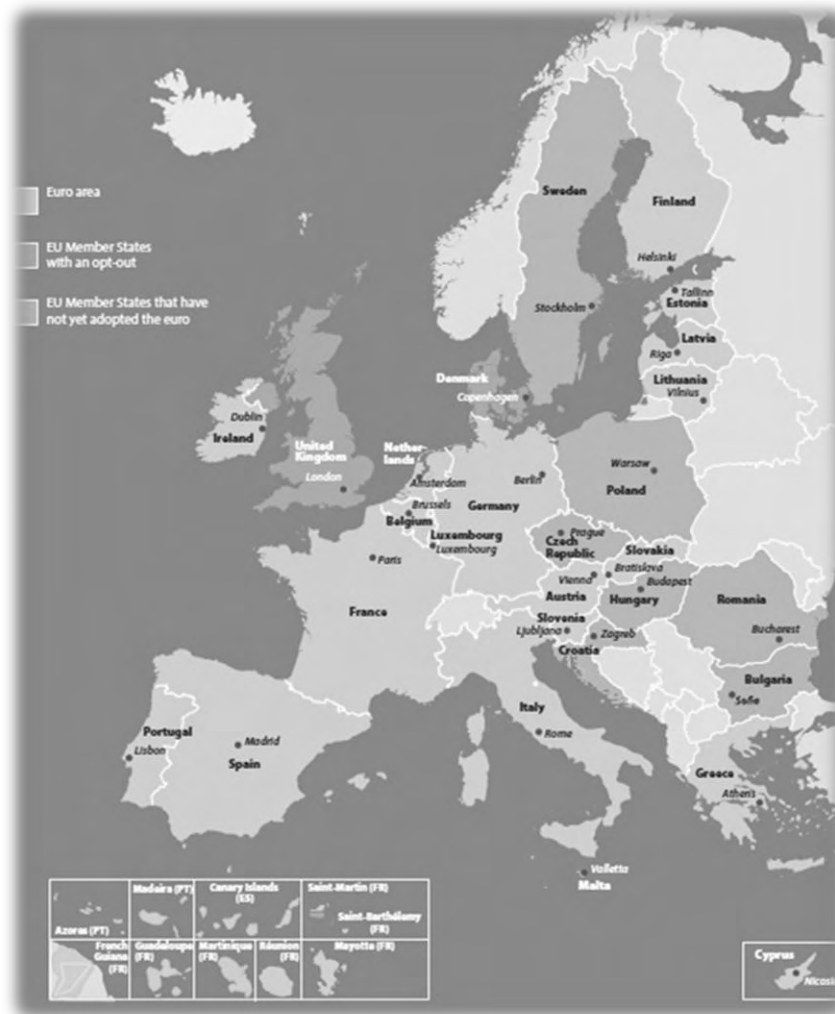 Euro area
EU Member States
with an opt-out
EU Member States that have
not yet adopted the euro
Sweden
Finland
Helsinki
Tallinn
Estonia
Stockholm
Latvia
Riga
Lithuania
Vilnius
Denmark
Copenhagen
Dublin
Ireland
United
Kingdom
London
Nether-
lands
Amsterdam
Berlin
Warsaw
Poland
Germany
Brussels
Belgium
Luxembourg
Luxembourg
Paris
Prague
Czech
Republic
Slovakia
Bratislava
Vienna
Budapest
Austria
Hungary
Romania
France
Slovenia
Ljubljana
Zagreb
Croatia
Bucharest
Bulgaria
Sofie
Italy
Rome
Portugal
Lisbon
Madrid
Spain
Greece
Athens
Valletta
Malta
Azores (PT)
Madeira (PT)
Canary Islands
(ES)
Saint-Martin (FR)
Saint-Barthélemy
(FR)
French
Guiana
(FR)
Guadeloupe
(FR)
Martinique
(FR)
Réunion
(FR)
Mayotte (FR)
Cyprus
Nicosi